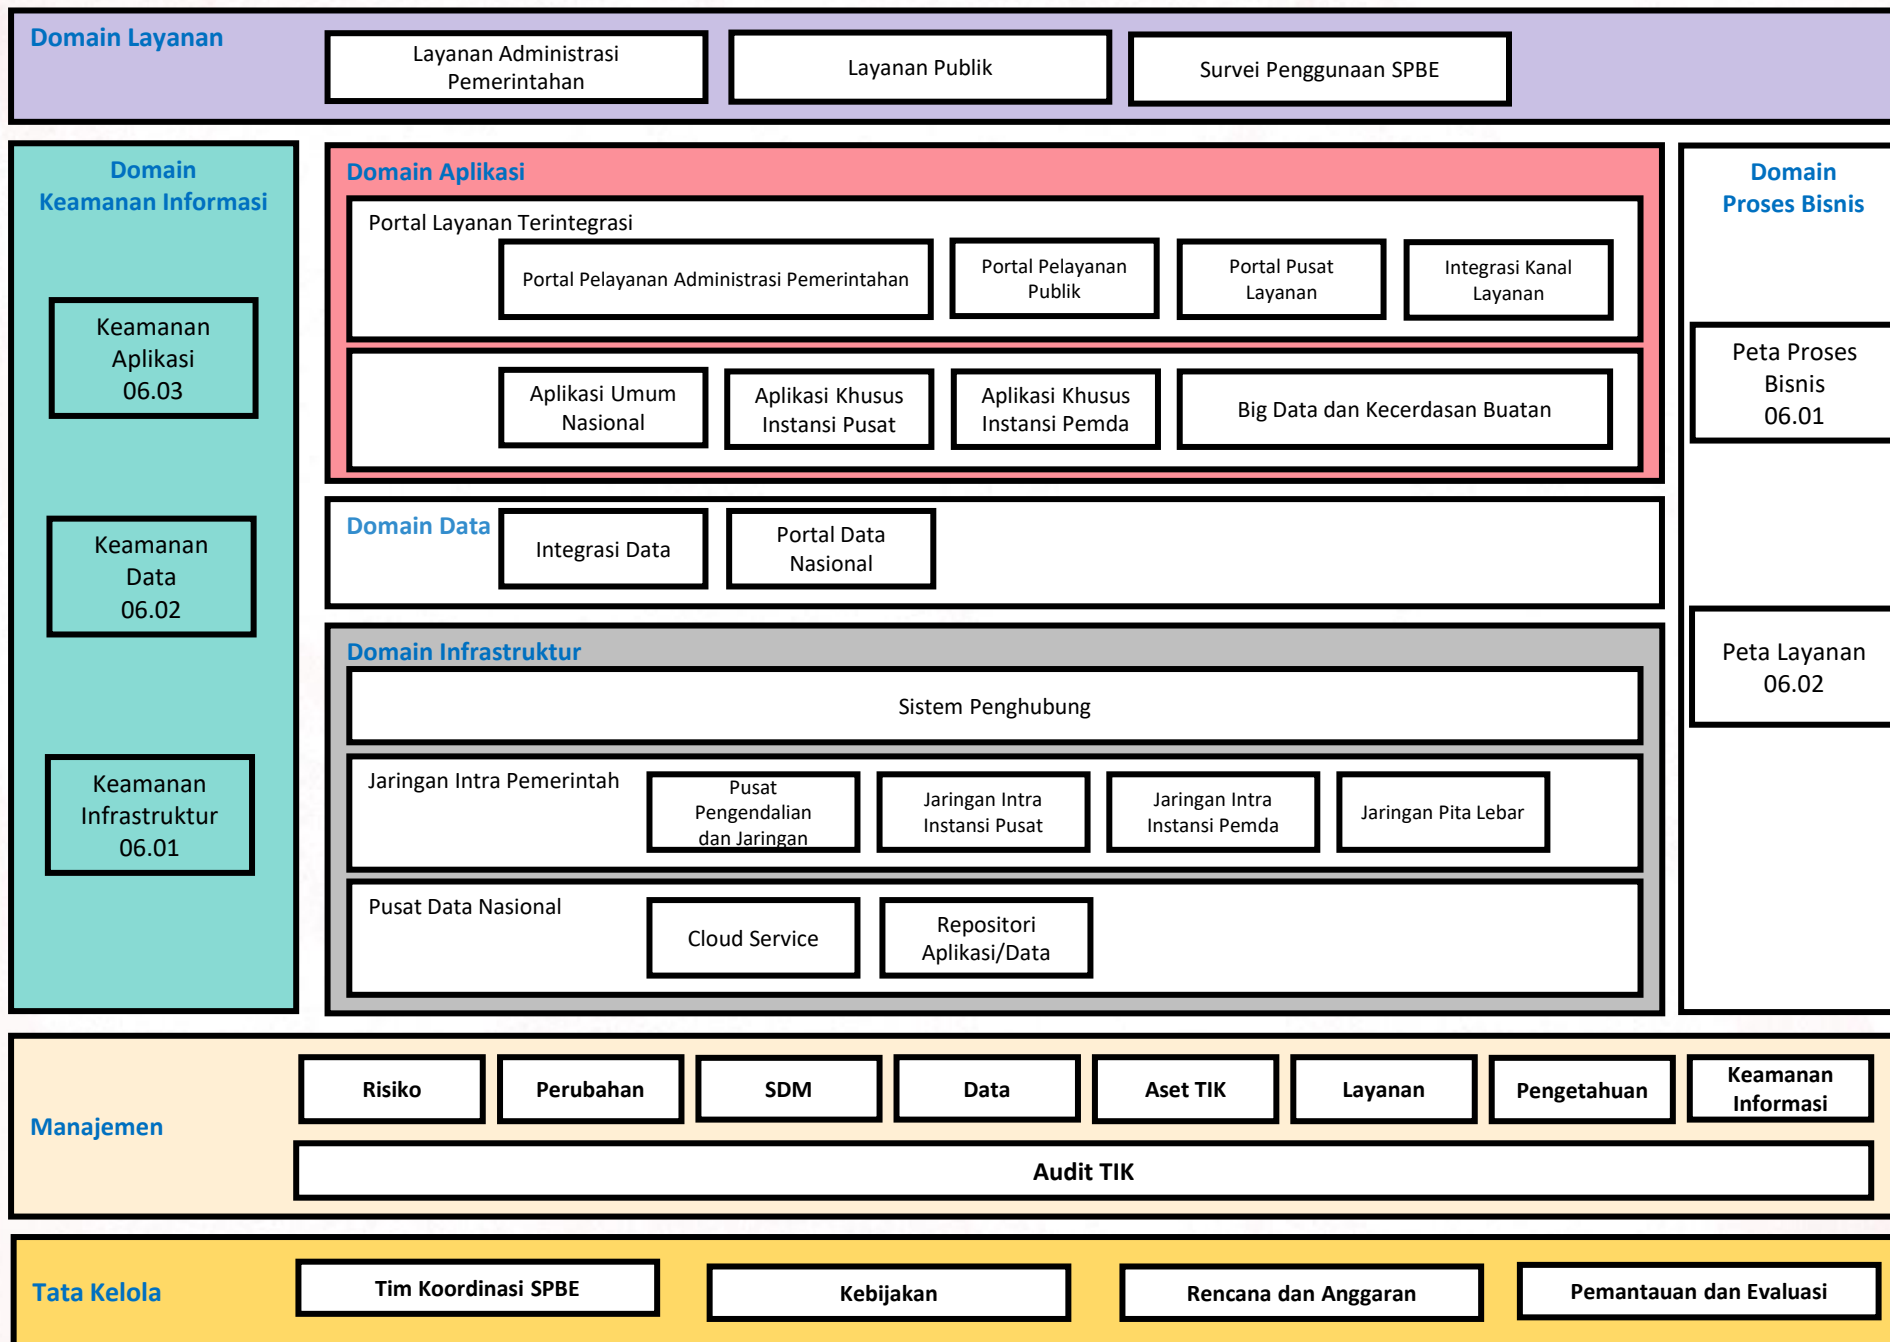 Domain Layanan
Layanan Administrasi
Pemerintahan
Layanan Publik
Survei Penggunaan SPBE
Domain
Keamanan Informasi
Keamanan
Aplikasi
06.03
Keamanan
Data
06.02
Keamanan
Infrastruktur
06.01
Domain Aplikasi
Portal Layanan Terintegrasi
Portal Pelayanan Administrasi Pemerintahan
Portal Pelayanan
Publik
Portal Pusat
Layanan
Integrasi Kanal
Layanan
Aplikasi Umum
Nasional
Aplikasi Khusus
Instansi Pusat
Aplikasi Khusus
Instansi Pemda
Big Data dan Kecerdasan Buatan
Domain Data
Integrasi Data
Portal Data
Nasional
Domain Infrastruktur
Sistem Penghubung
Jaringan Intra Pemerintah
Pusat
Pengendalian
dan Jaringan
Jaringan Intra
Instansi Pusat
Jaringan Intra
Instansi Pemda
Jaringan Pita Lebar
Pusat Data Nasional
Cloud Service
Repositori
Aplikasi/Data
Domain
Proses Bisnis
Peta Proses
Bisnis
06.01
Peta Layanan
06.02
Manajemen
Risiko
Perubahan
SDM
Data
Aset TIK
Layanan
Pengetahuan
Keamanan
Informasi
Audit TIK
Tata Kelola
Tim Koordinasi SPBE
Kebijakan
Rencana dan Anggaran
Pemantauan dan Evaluasi